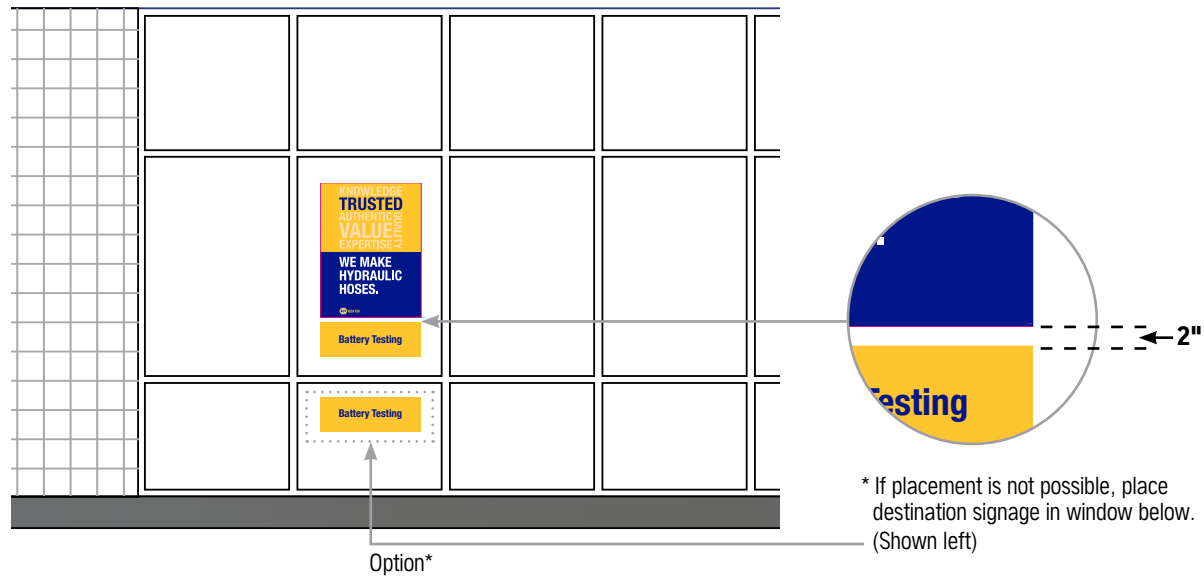 KNOWLEDGE
TRUSTED
AUTHENTIC
VALUE
EXPERTISE
QUALITY
WE MAKE
HYDRAULIC
HOSES.
Battery Testing
Battery Testing
Option*
Testing
2"
* If placement is not possible, place
destination signage in window below.
(Shown left)